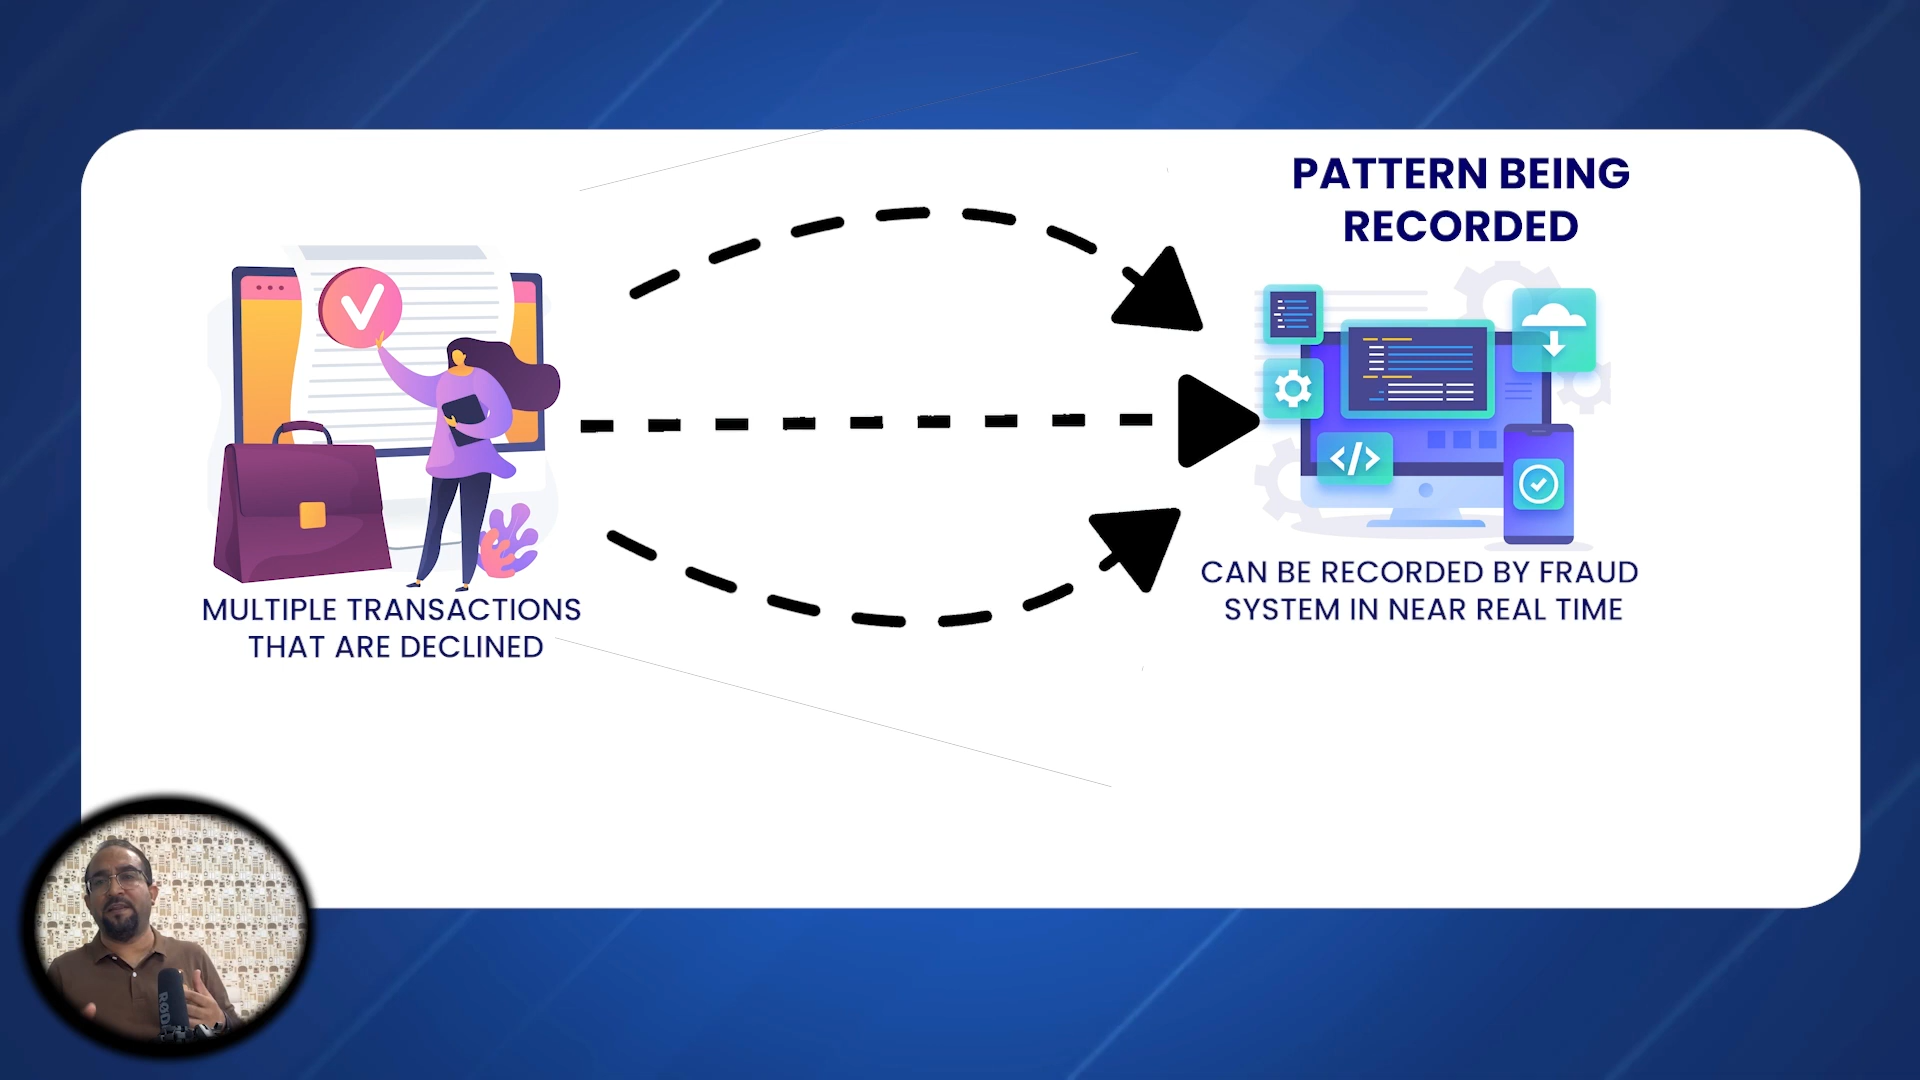 PATTERN BEING
RECORDED
MULTIPLE TRANSACTIONS
THAT ARE DECLINED
CAN BE RECORDED BY FRAUD
SYSTEM IN NEAR REAL TIME